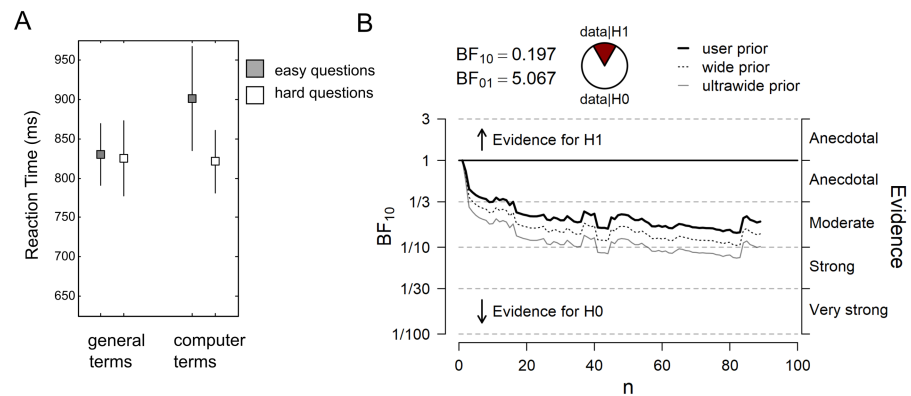 A
950
900
850
800
750
700
650
Reaction Time (ms)
general
terms
computer
terms
easy questions
hard questions
B
BF10 = 0.197
BF01 = 5.067
data|H1
data|H0
user prior
wide prior
ultrawide prior
3
1
1/3
1/10
1/30
1/100
BF10
Evidence for H1
Evidence for H0
Anecdotal
Anecdotal
Moderate
Strong
Very strong
Evidence
0
20
40
60
80
100
n